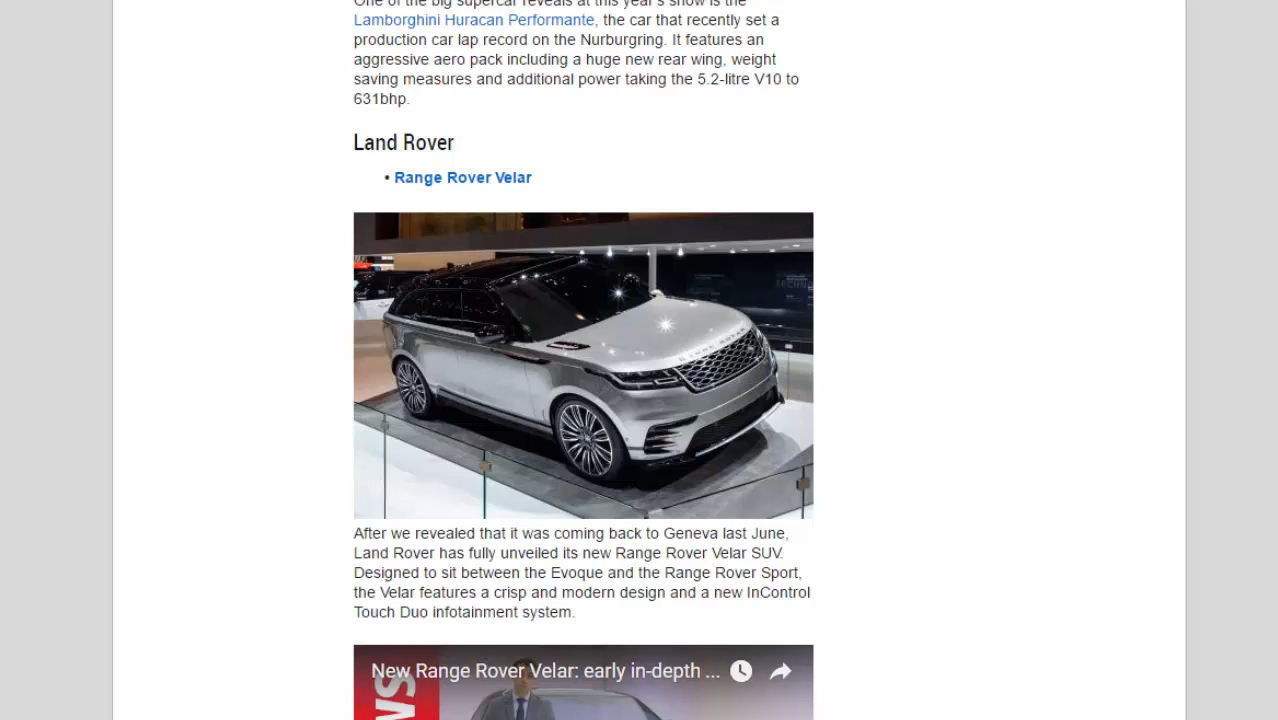 One of the big supercar reveals at this year's show is the
Lamborghini Huracan Performante, the car that recently set a
production car lap record on the Nurburgring. It features an
aggressive aero pack including a huge new rear wing, weight
saving measures and additional power taking the 5.2-litre V10 to
631bhp.
Land Rover
• Range Rover Velar
After we revealed that it was coming back to Geneva last June,
Land Rover has fully unveiled its new Range Rover Velar SUV.
Designed to sit between the Evoque and the Range Rover Sport,
the Velar features a crisp and modern design and a new InControl
Touch Duo infotainment system.
New Range Rover Velar: early in-depth ...